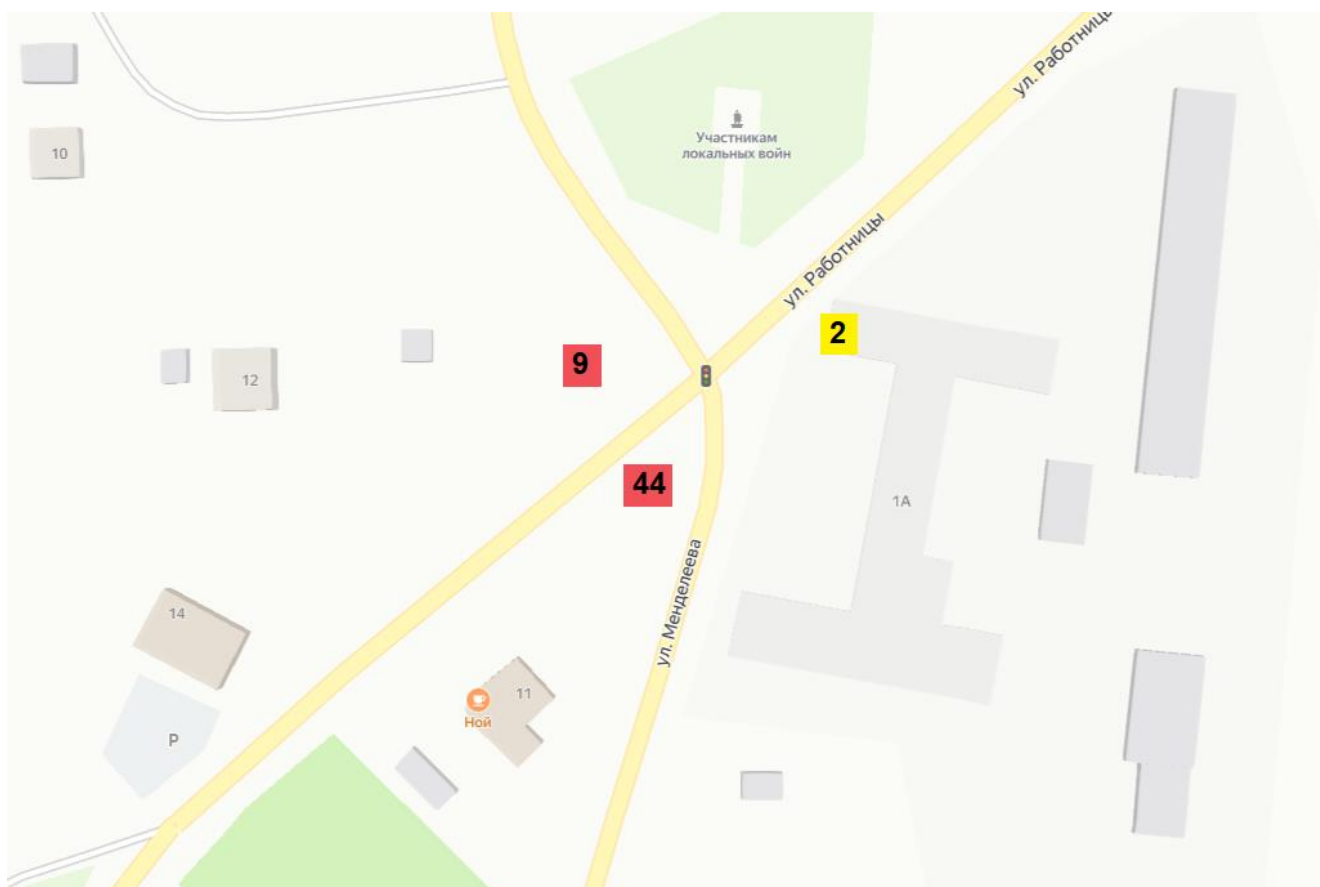 ул. Работницы
10
Участникам
локальных войн
ул. Работницы
2
9
12
44
1А
ул. Менделеева
14
11
Ной
P